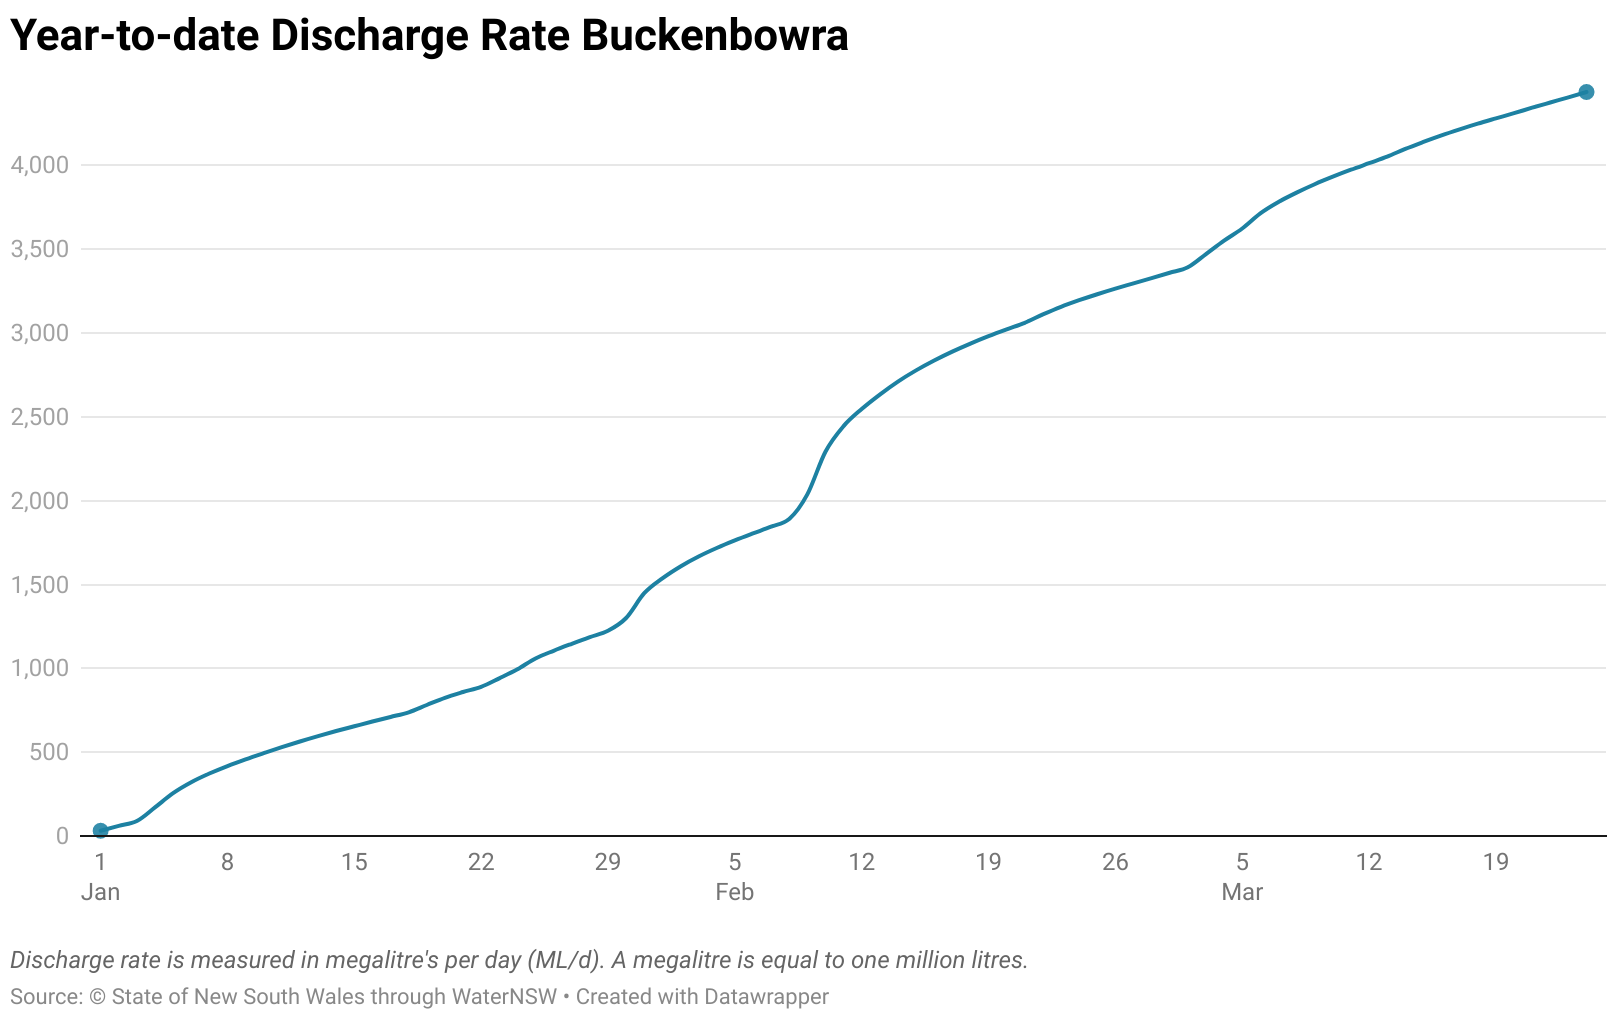 Year-to-date Discharge Rate Buckenbowra
4,000
3,500
3,000
2,500
2,000
1,500
1,000
500
0
1 8 15 22 29 5 12 19 26 5 12 19
Jan Feb Mar
Discharge rate is measured in megalitre's per day (ML/d). A megalitre is equal to one million litres.
Source: © State of New South Wales through WaterNSW • Created with Datawrapper